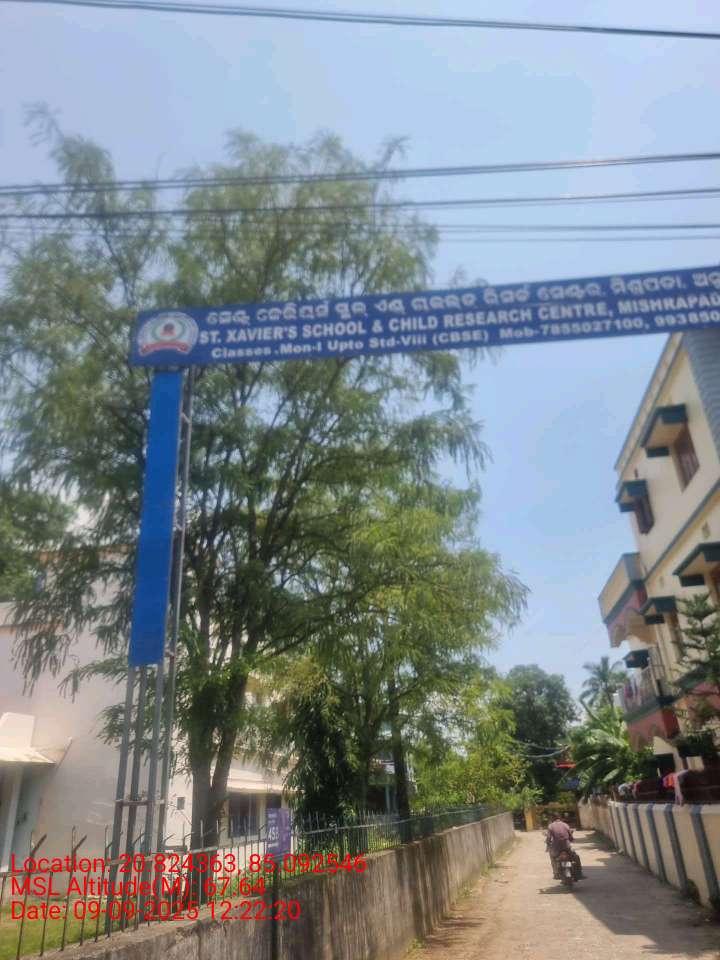 ସେଣ୍ଟ ଜେଭିୟର୍ସ ସ୍କୁଲ ଏଣ୍ଡ ଚାଇଲ୍ଡ ରିସର୍ଚ୍ଚ ସେଣ୍ଟର, ମିଶ୍ରପଡା,
ST. XAVIER'S SCHOOL & CHILD RESEARCH CENTRE, MISHRAPAD
Classes.Mon-I Upto Std-Viii (CBSE) Mob-7855027100, 993850
Location: 20.824363, 85.092546
MSL Altitude(M): 67.64
Date: 09-09-2025 12:22:20